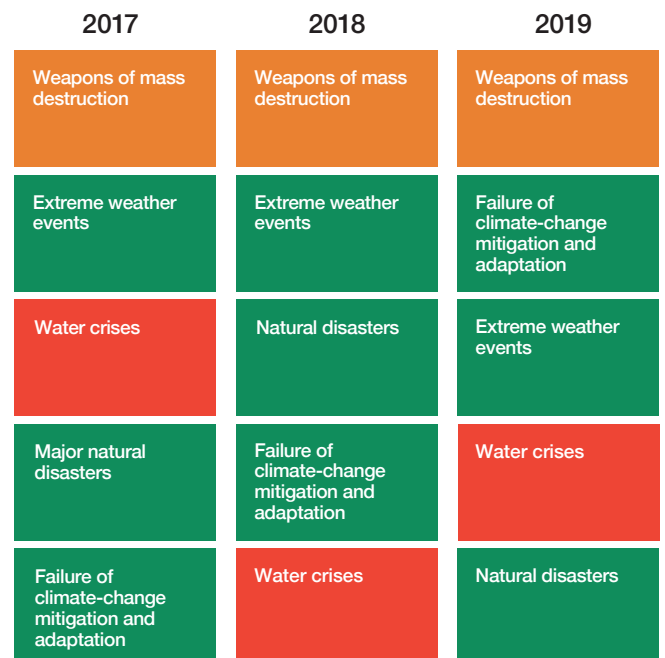 2017
2018
2019
Weapons of mass
destruction
Weapons of mass
destruction
Weapons of mass
destruction
Extreme weather
events
Extreme weather
events
Failure of
climate-change
mitigation and
adaptation
Water crises
Natural disasters
Extreme weather
events
Major natural
disasters
Failure of
climate-change
mitigation and
adaptation
Water crises
Failure of
climate-change
mitigation and
adaptation
Water crises
Natural disasters